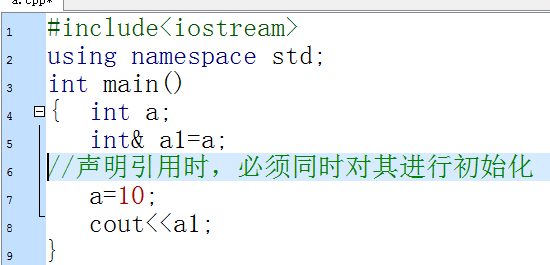 a.cpp*
1 #include<iostream>
2 using namespace std;
3 int main()
4 { int a;
5 int& a1=a;
6 //声明引用时，必须同时对其进行初始化
7 a=10;
8 cout<<a1;
9 }